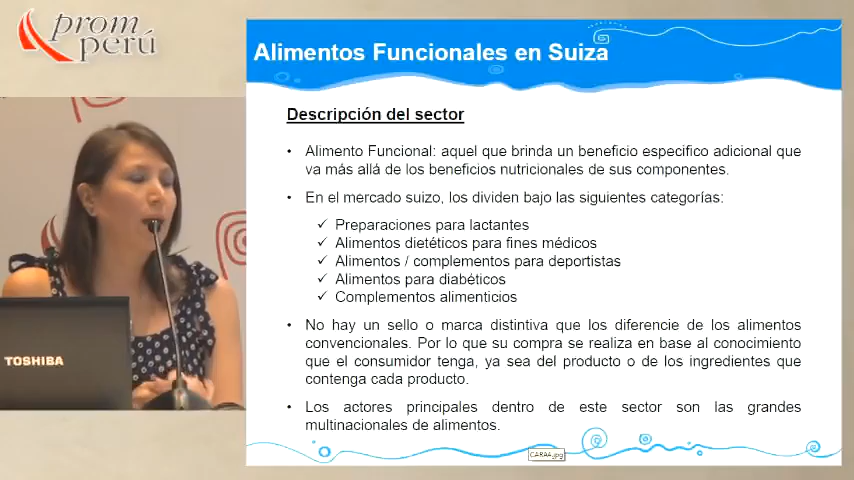 prom
perú
TOSHIBA
Alimentos Funcionales en Suiza
Descripción del sector
• Alimento Funcional: aquel que brinda un beneficio especifico adicional que
va más allá de los beneficios nutricionales de sus componentes.
• En el mercado suizo, los dividen bajo las siguientes categorías:
✓ Preparaciones para lactantes
✓ Alimentos dietéticos para fines médicos
✓ Alimentos / complementos para deportistas
✓ Alimentos para diabéticos
✓ Complementos alimenticios
• No hay un sello o marca distintiva que los diferencie de los alimentos
convencionales. Por lo que su compra se realiza en base al conocimiento
que el consumidor tenga, ya sea del producto o de los ingredientes que
contenga cada producto.
• Los actores principales dentro de este sector son las grandes
multinacionales de alimentos.